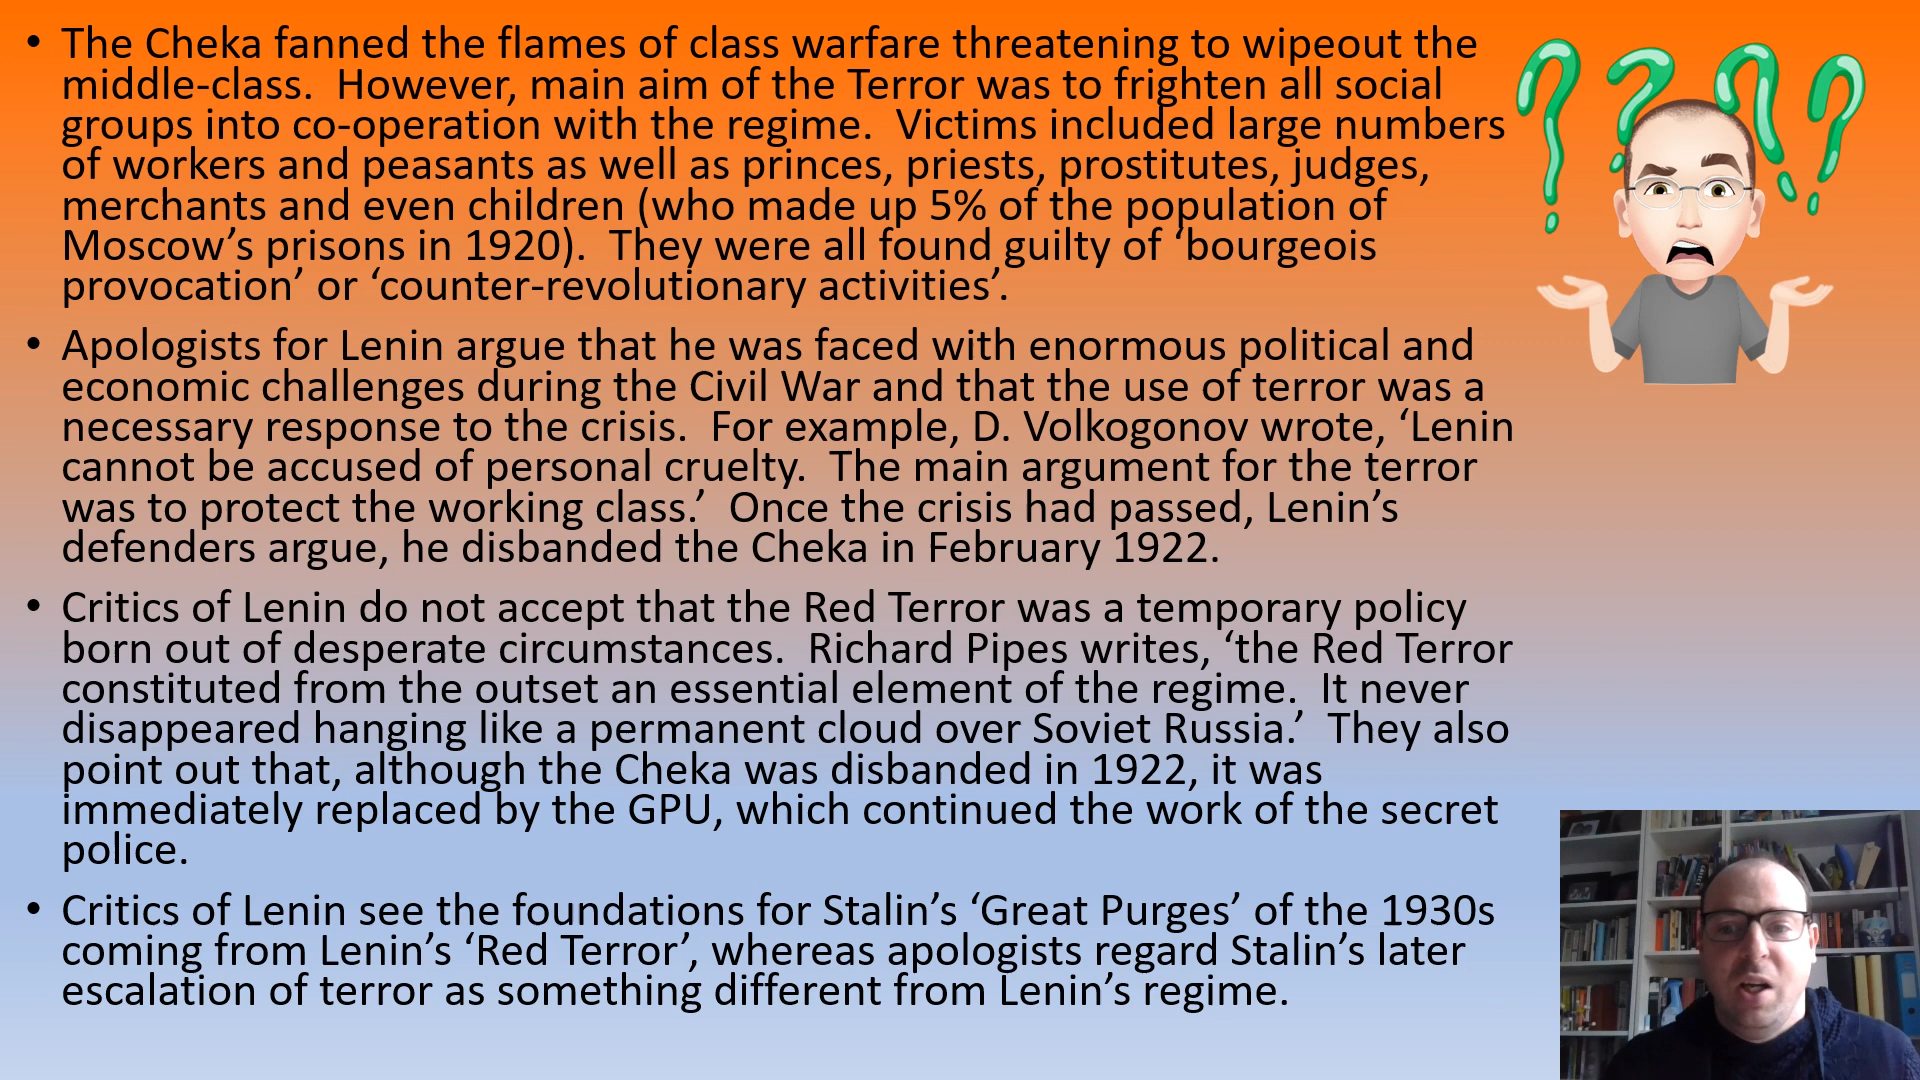 • The Cheka fanned the flames of class warfare threatening to wipeout the
middle-class.  However, main aim of the Terror was to frighten all social
groups into co-operation with the regime.  Victims included large numbers
of workers and peasants as well as princes, priests, prostitutes, judges,
merchants and even children (who made up 5% of the population of
Moscow’s prisons in 1920).  They were all found guilty of ‘bourgeois
provocation’ or ‘counter-revolutionary activities’.
• Apologists for Lenin argue that he was faced with enormous political and
economic challenges during the Civil War and that the use of terror was a
necessary response to the crisis.  For example, D. Volkogonov wrote, ‘Lenin
cannot be accused of personal cruelty.  The main argument for the terror
was to protect the working class.’  Once the crisis had passed, Lenin’s
defenders argue, he disbanded the Cheka in February 1922.
• Critics of Lenin do not accept that the Red Terror was a temporary policy
born out of desperate circumstances.  Richard Pipes writes, ‘the Red Terror
constituted from the outset an essential element of the regime.  It never
disappeared hanging like a permanent cloud over Soviet Russia.’  They also
point out that, although the Cheka was disbanded in 1922, it was
immediately replaced by the GPU, which continued the work of the secret
police.
• Critics of Lenin see the foundations for Stalin’s ‘Great Purges’ of the 1930s
coming from Lenin’s ‘Red Terror’, whereas apologists regard Stalin’s later
escalation of terror as something different from Lenin’s regime.